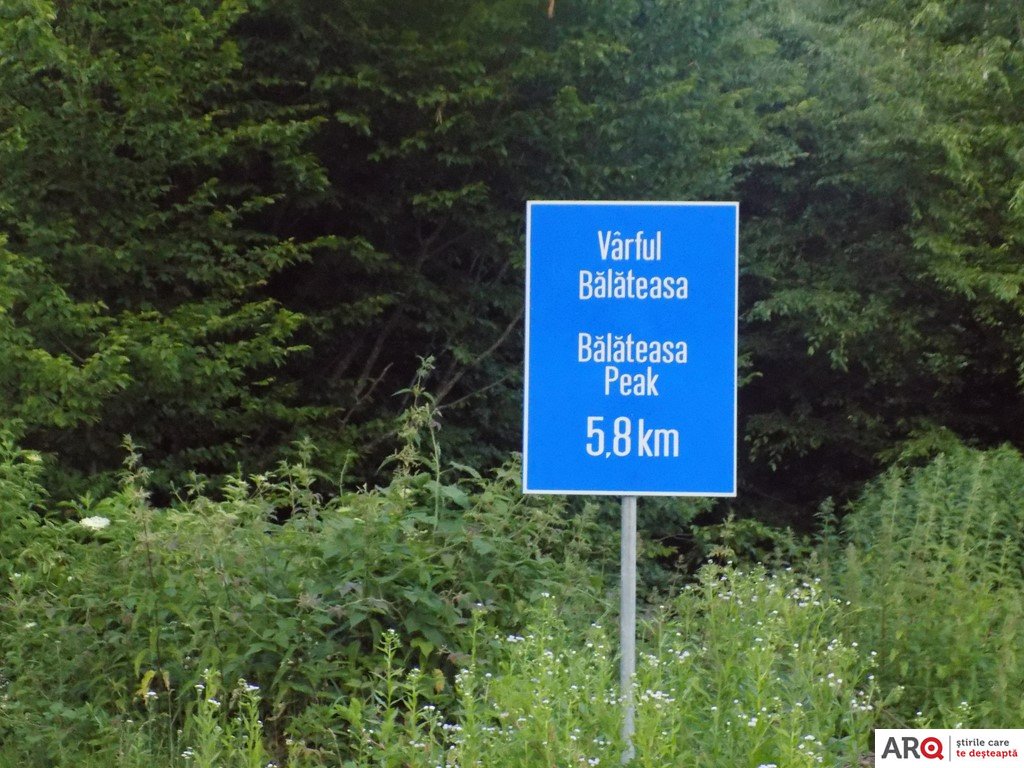 Vârful
Bălăteasa
Bălăteasa
Peak
5,8 km
ARQ
știrile care
te deșteaptă